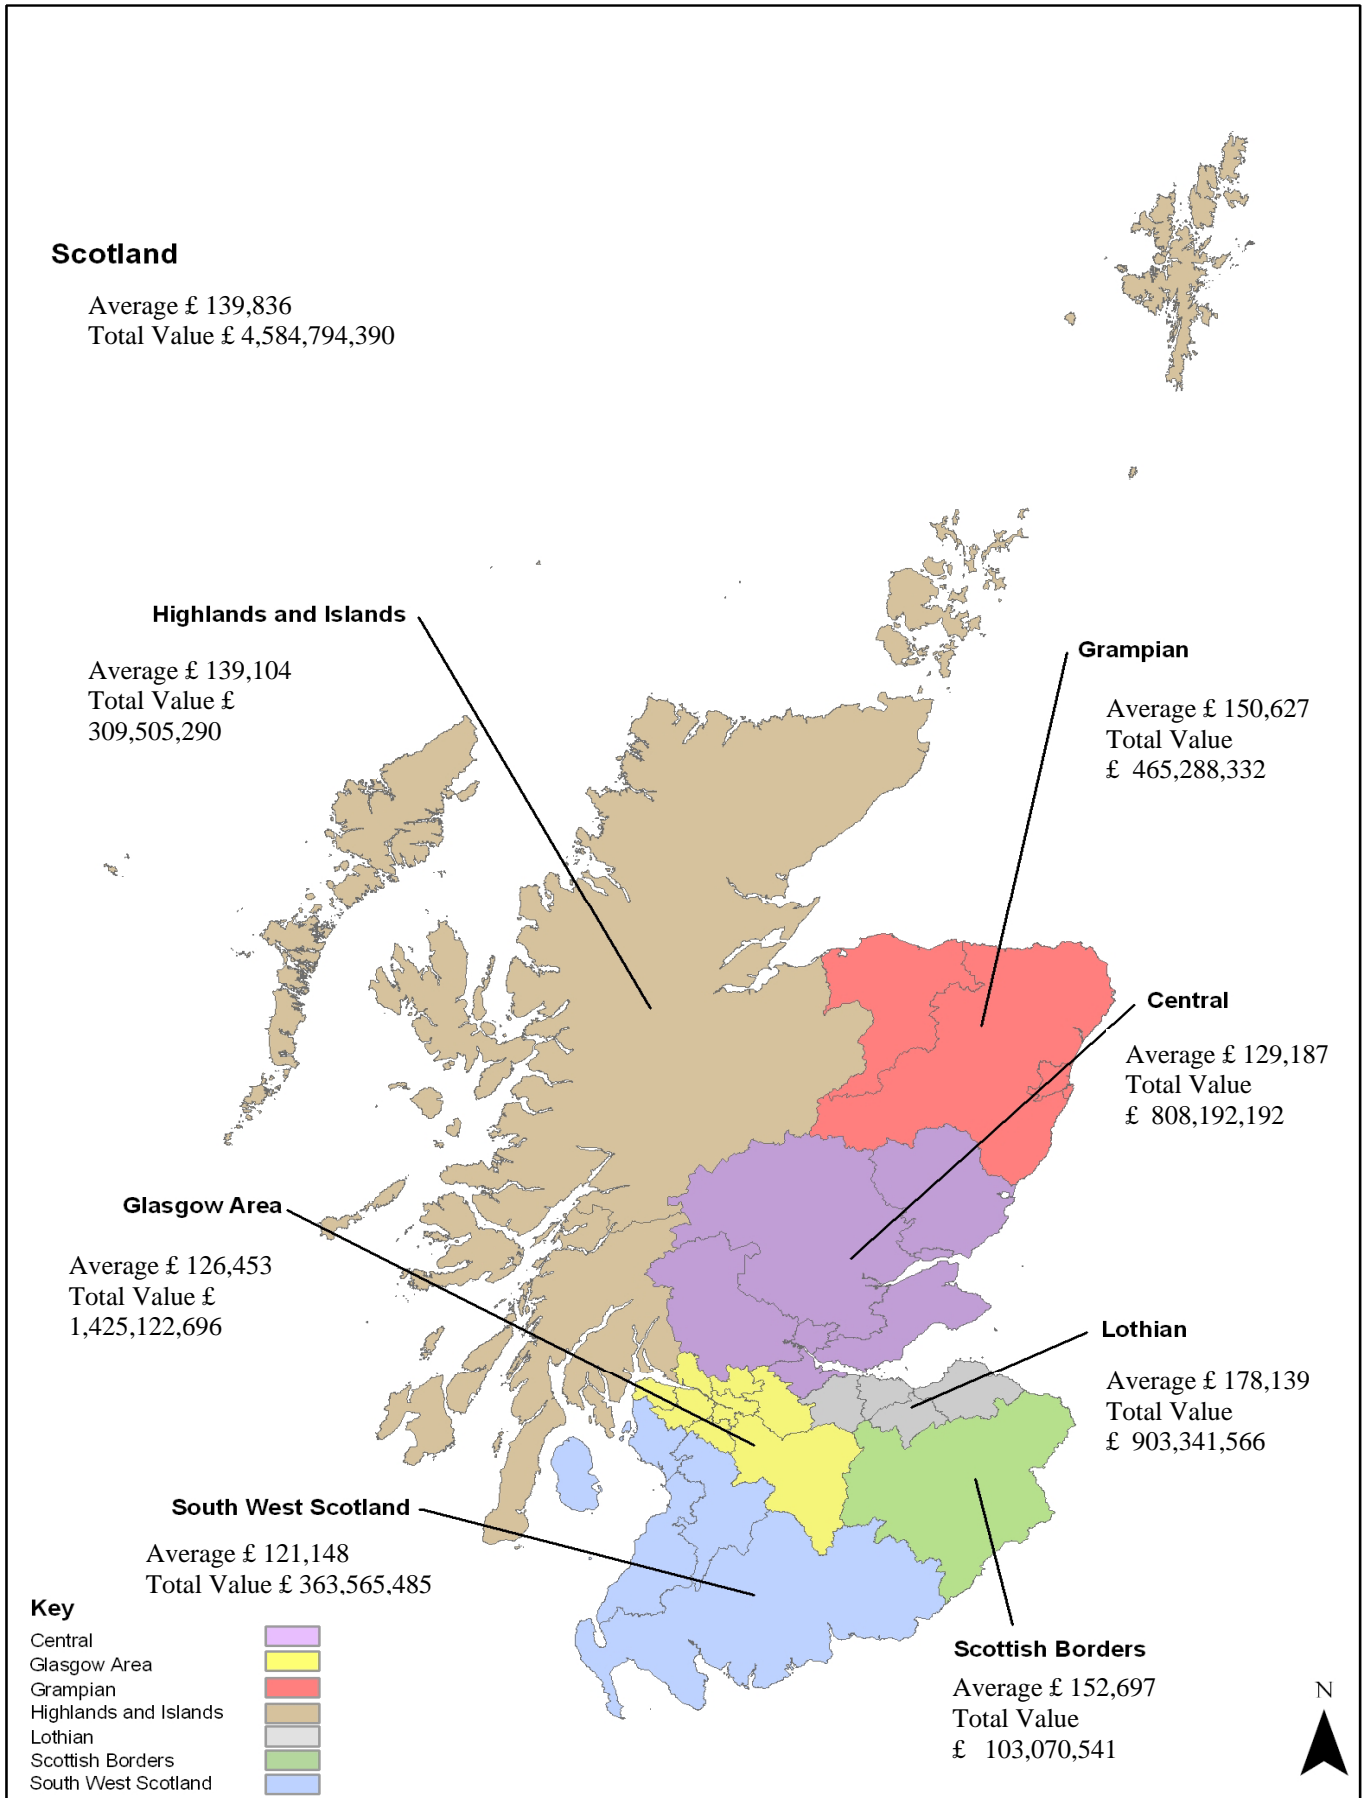 Scotland
Average £ 139,836
Total Value £ 4,584,794,390
Highlands and Islands
Average £ 139,104
Total Value £
309,505,290
Grampian
Average £ 150,627
Total Value
£ 465,288,332
Central
Average £ 129,187
Total Value
£ 808,192,192
Glasgow Area
Average £ 126,453
Total Value £
1,425,122,696
Lothian
Average £ 178,139
Total Value
£ 903,341,566
South West Scotland
Average £ 121,148
Total Value £ 363,565,485
Scottish Borders
Average £ 152,697
Total Value
£ 103,070,541
Key
Central
Glasgow Area
Grampian
Highlands and Islands
Lothian
Scottish Borders
South West Scotland
N